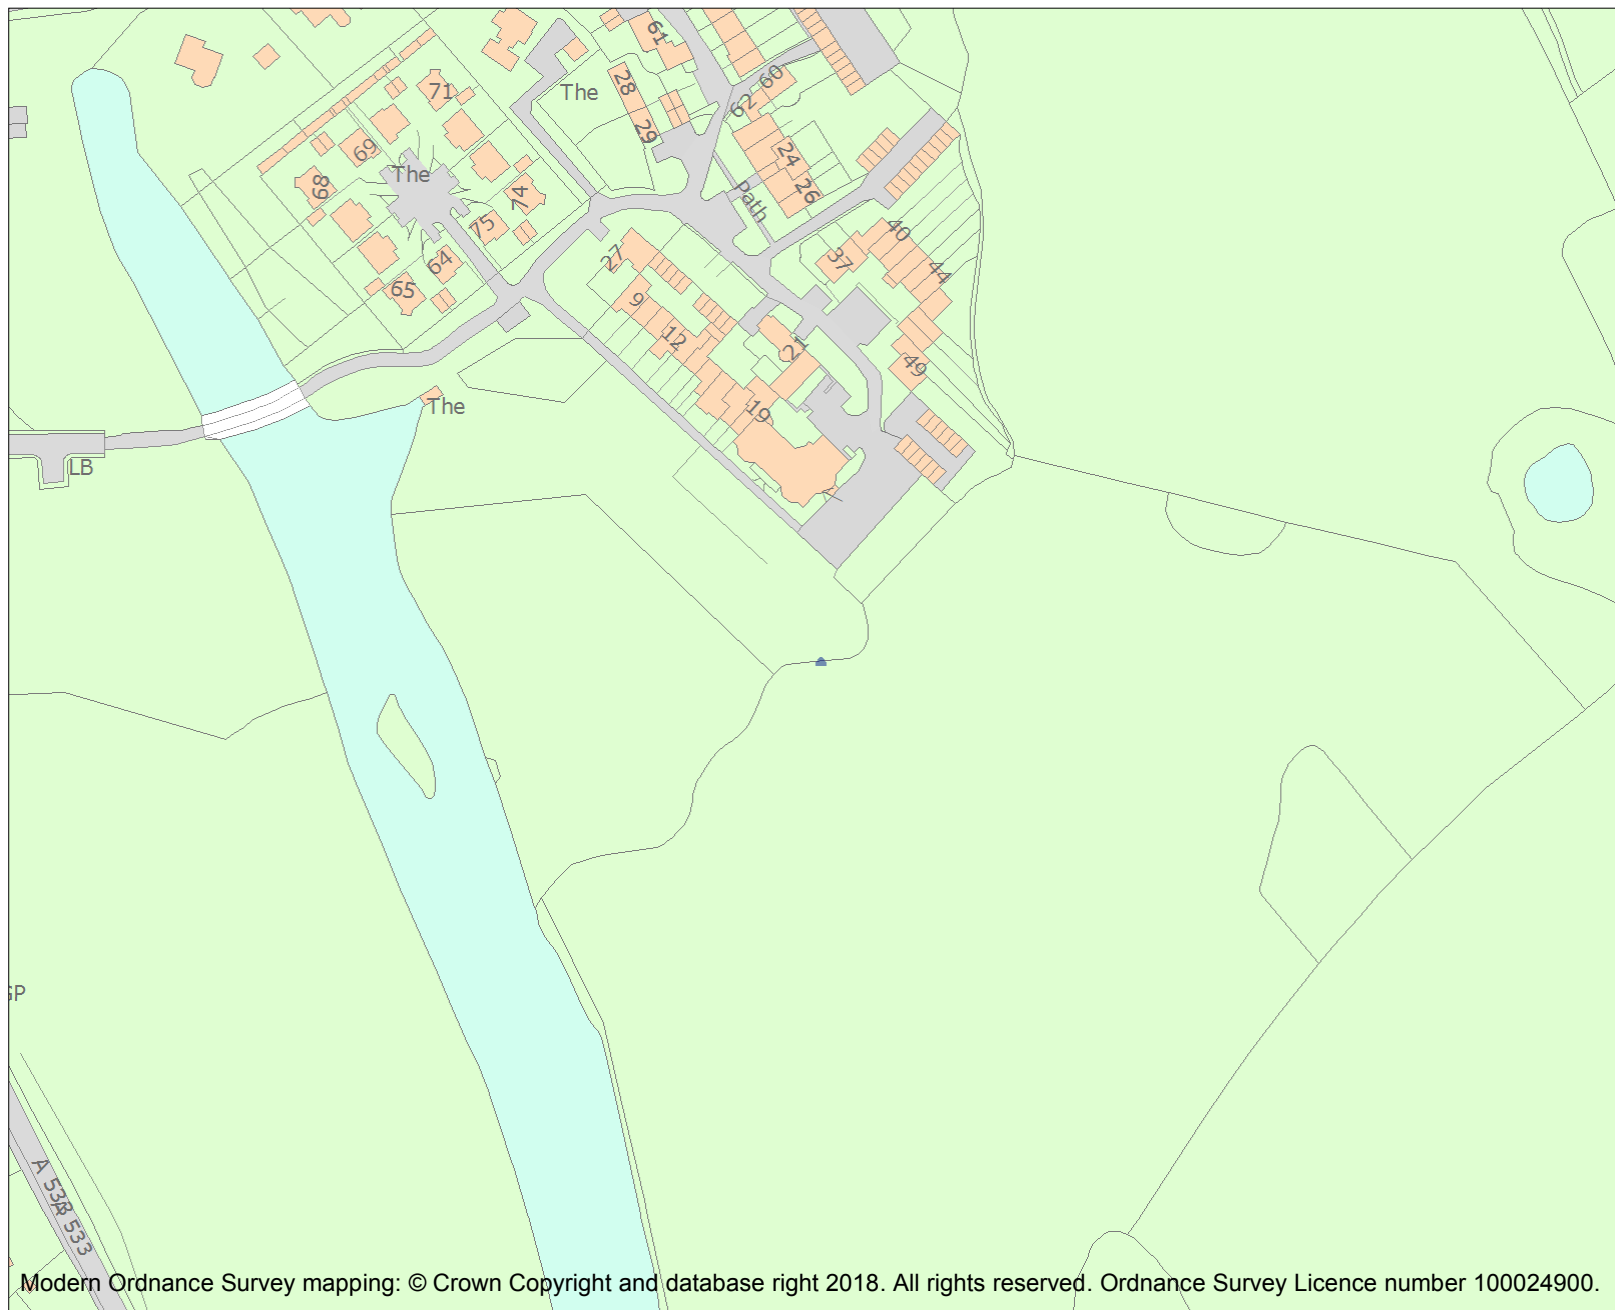 61
28
The
71
60
62
29
69
The
24
68
74
26
Path
75
40
27
64
37
44
65
9
12
21
49
The
19
LB
GP
A 533
A 533
Modern Ordnance Survey mapping: © Crown Copyright and database right 2018. All rights reserved. Ordnance Survey Licence number 100024900.